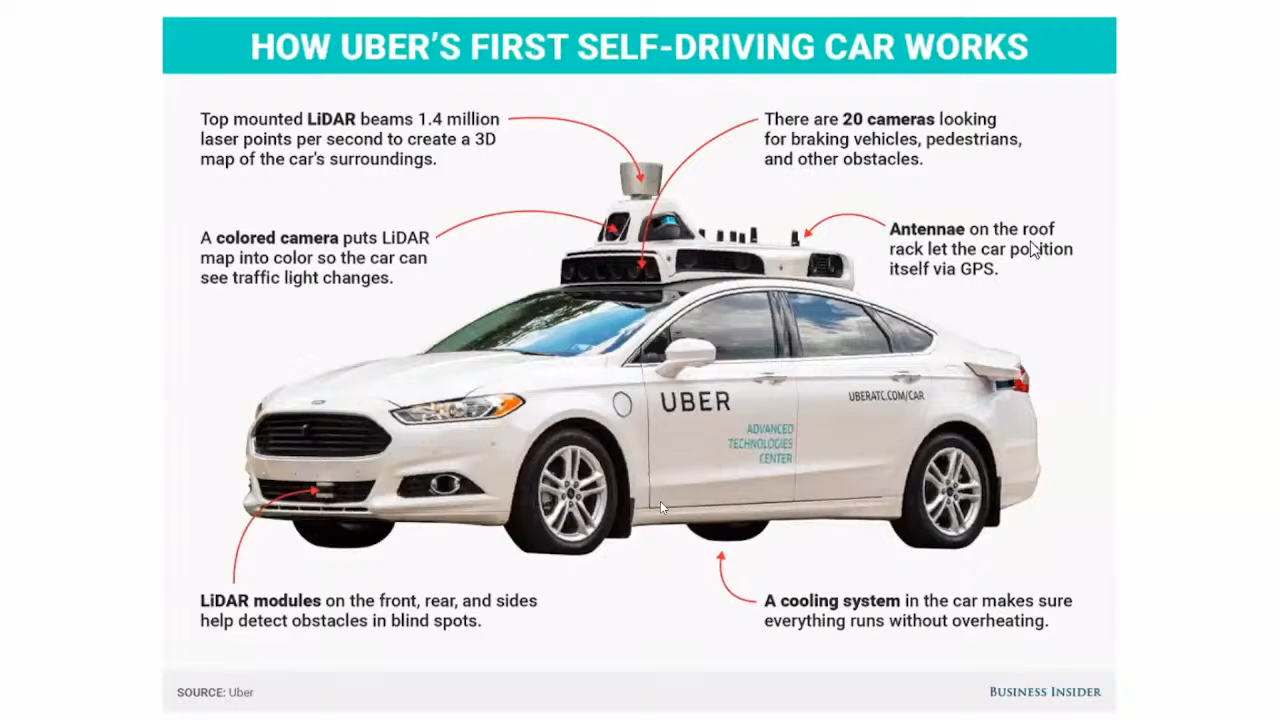 HOW UBER'S FIRST SELF-DRIVING CAR WORKS
Top mounted LiDAR beams 1.4 million
laser points per second to create a 3D
map of the car's surroundings.
There are 20 cameras looking
for braking vehicles, pedestrians,
and other obstacles.
A colored camera puts LiDAR
map into color so the car can
see traffic light changes.
Antennae on the roof
rack let the car position
itself via GPS.
UBER
ADVANCED
TECHNOLOGIES
CENTER
UBERATC.COM/CAR
LiDAR modules on the front, rear, and sides
help detect obstacles in blind spots.
A cooling system in the car makes sure
everything runs without overheating.
SOURCE: Uber
BUSINESS INSIDER